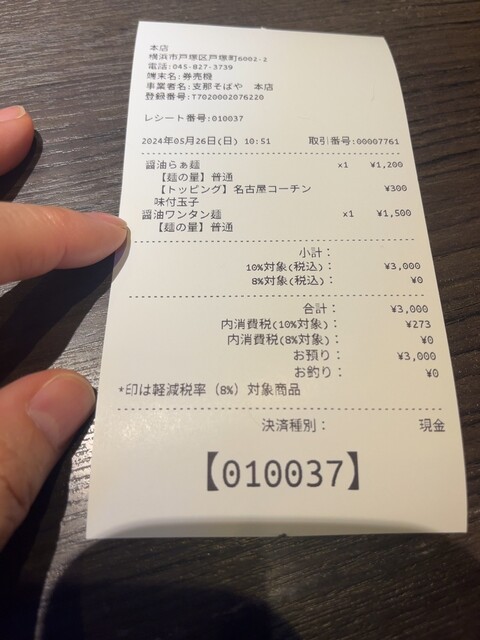 本店
横浜市戸塚区戸塚町6002-2
電話:045-827-3739
端末名:券売機
事業者名:支那そばや 本店
登録番号:T7020002076220
レシート番号:010037
2024年05月26日(日) 10:51 取引番号:00007761
醤油らぁ麺 x1 ¥1,200
【麺の量】普通
【トッピング】名古屋コーチン ¥300
味付玉子
醤油ワンタン麺 x1 ¥1,500
【麺の量】普通
小計：
10%対象(税込)： ¥3,000
8%対象(税込)： ¥0
合計： ¥3,000
内消費税(10%対象)： ¥273
内消費税(8%対象)： ¥0
お預り： ¥3,000
お釣り： ¥0
*印は軽減税率（8%）対象商品
決済種別： 現金
【010037】